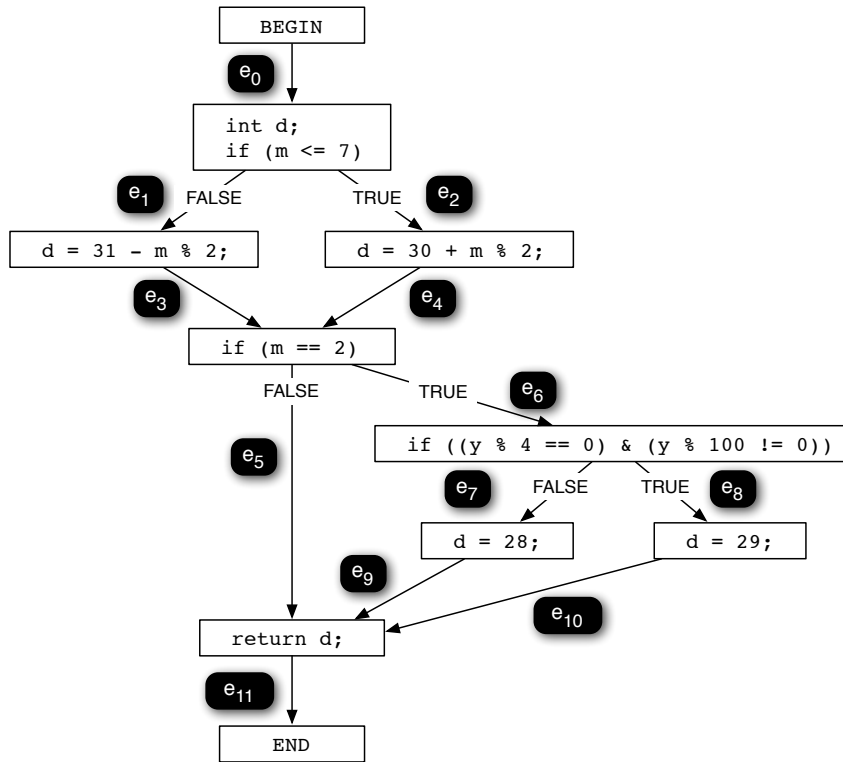 BEGIN
e0
int d;
if (m <= 7)
e1
FALSE
TRUE
e2
d = 31 – m % 2;
d = 30 + m % 2;
e3
e4
if (m == 2)
FALSE
TRUE
e6
if ((y % 4 == 0) & (y % 100 != 0))
e5
e7
FALSE
TRUE
e8
d = 28;
d = 29;
e9
e10
return d;
e11
END